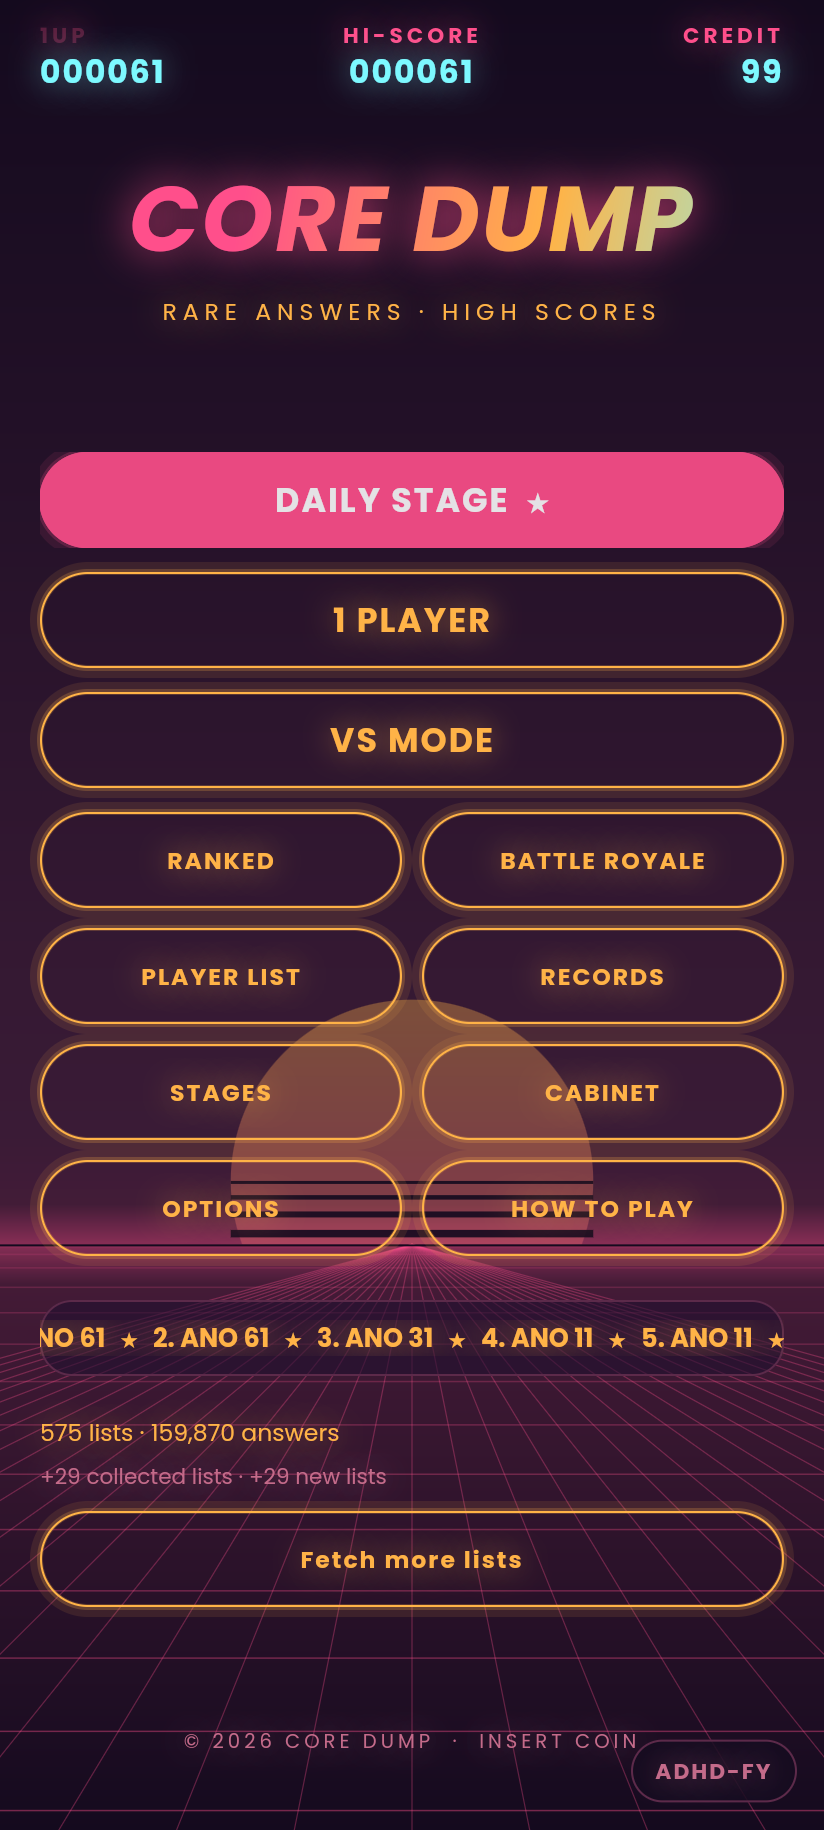 1UP HI-SCORE CREDIT
000061 000061 99
CORE DUMP
RARE ANSWERS · HIGH SCORES
DAILY STAGE ★
1 PLAYER
VS MODE
RANKED BATTLE ROYALE
PLAYER LIST RECORDS
STAGES CABINET
OPTIONS HOW TO PLAY
NO 61 ★ 2. ANO 61 ★ 3. ANO 31 ★ 4. ANO 11 ★ 5. ANO 11 ★
575 lists · 159,870 answers
+29 collected lists · +29 new lists
Fetch more lists
© 2026 CORE DUMP · INSERT COIN
ADHD-FY